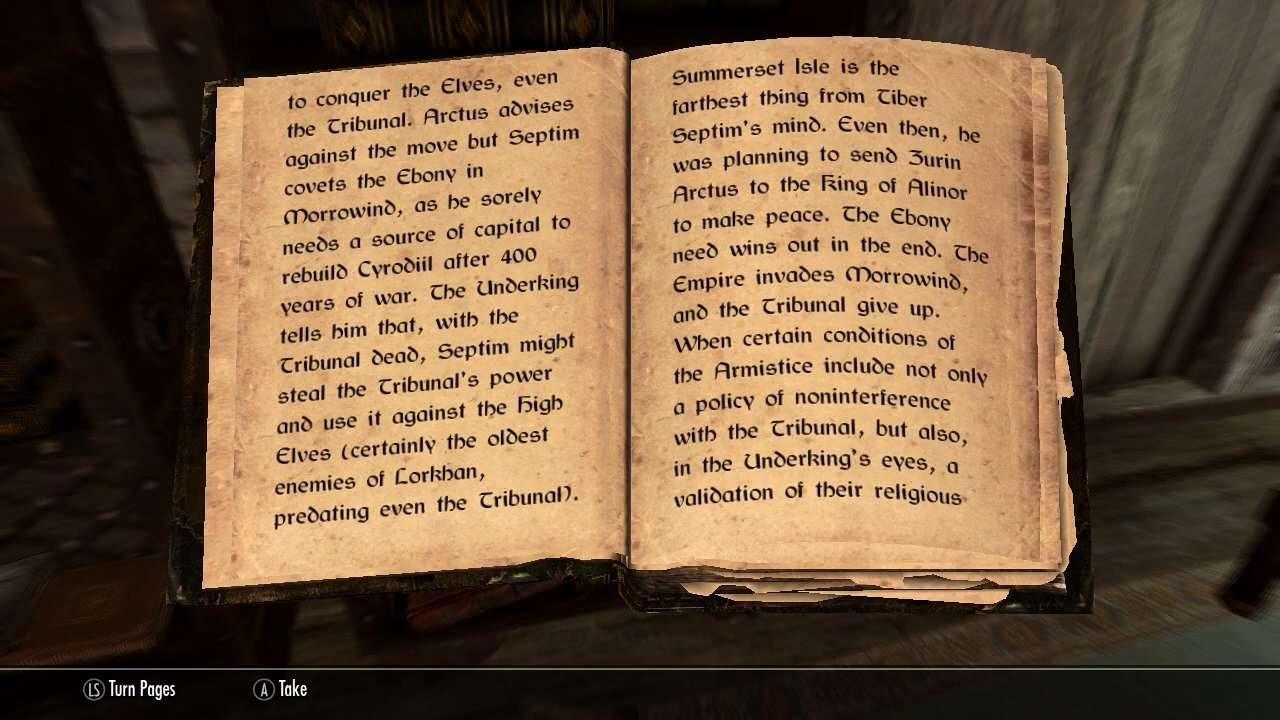 to conquer the Elves, even
the Tribunal. Arctus advises
against the move but Septim
covets the Ebony in
Morrowind, as he sorely
needs a source of capital to
rebuild Cyrodiil after 400
years of war. The Underking
tells him that, with the
Tribunal dead, Septim might
steal the Tribunal's power
and use it against the High
Elves (certainly the oldest
enemies of Lorkhan,
predating even the Tribunal).
Summerset Isle is the
farthest thing from Tiber
Septim's mind. Even then, he
was planning to send Zurin
Arctus to the King of Alinor
to make peace. The Ebony
need wins out in the end. The
Empire invades Morrowind,
and the Tribunal give up.
When certain conditions of
the Armistice include not only
a policy of noninterference
with the Tribunal, but also,
in the Underking's eyes, a
validation of their religious
LS Turn Pages
A Take